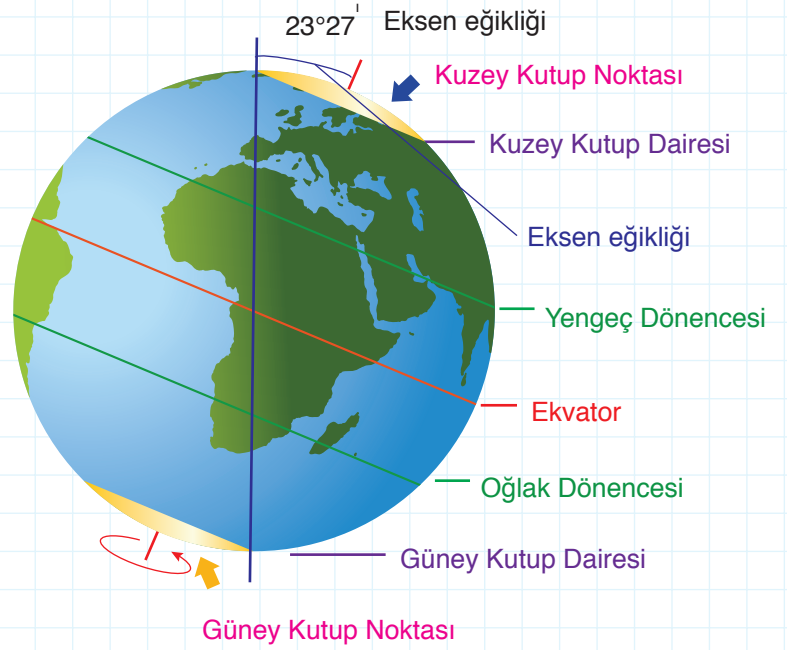 23°27' Eksen eğikliği
Kuzey Kutup Noktası
Kuzey Kutup Dairesi
Eksen eğikliği
Yengeç Dönencesi
Ekvator
Oğlak Dönencesi
Güney Kutup Dairesi
Güney Kutup Noktası